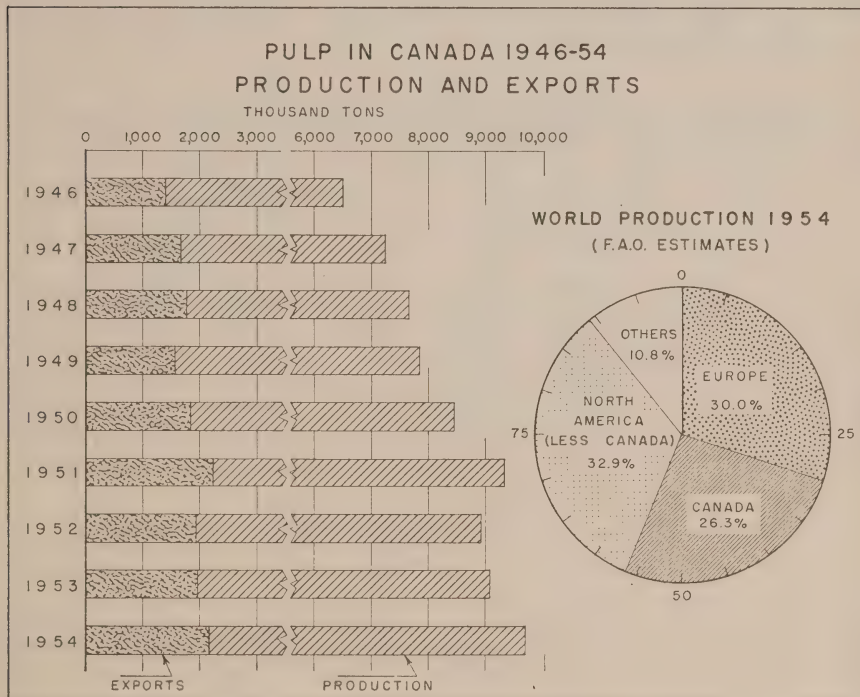 PULP IN CANADA 1946-54
PRODUCTION AND EXPORTS
THOUSAND TONS
0 1,000 2,000 3,000 6,000 7,000 8,000 9,000 10,000
1946
1947
1948
1949
1950
1951
1952
1953
1954
EXPORTS PRODUCTION
WORLD PRODUCTION 1954
(F.A.O. ESTIMATES)
0
OTHERS
10.8%
EUROPE
30.0%
NORTH
AMERICA
(LESS CANADA)
32.9%
75
25
CANADA
26.3%
50